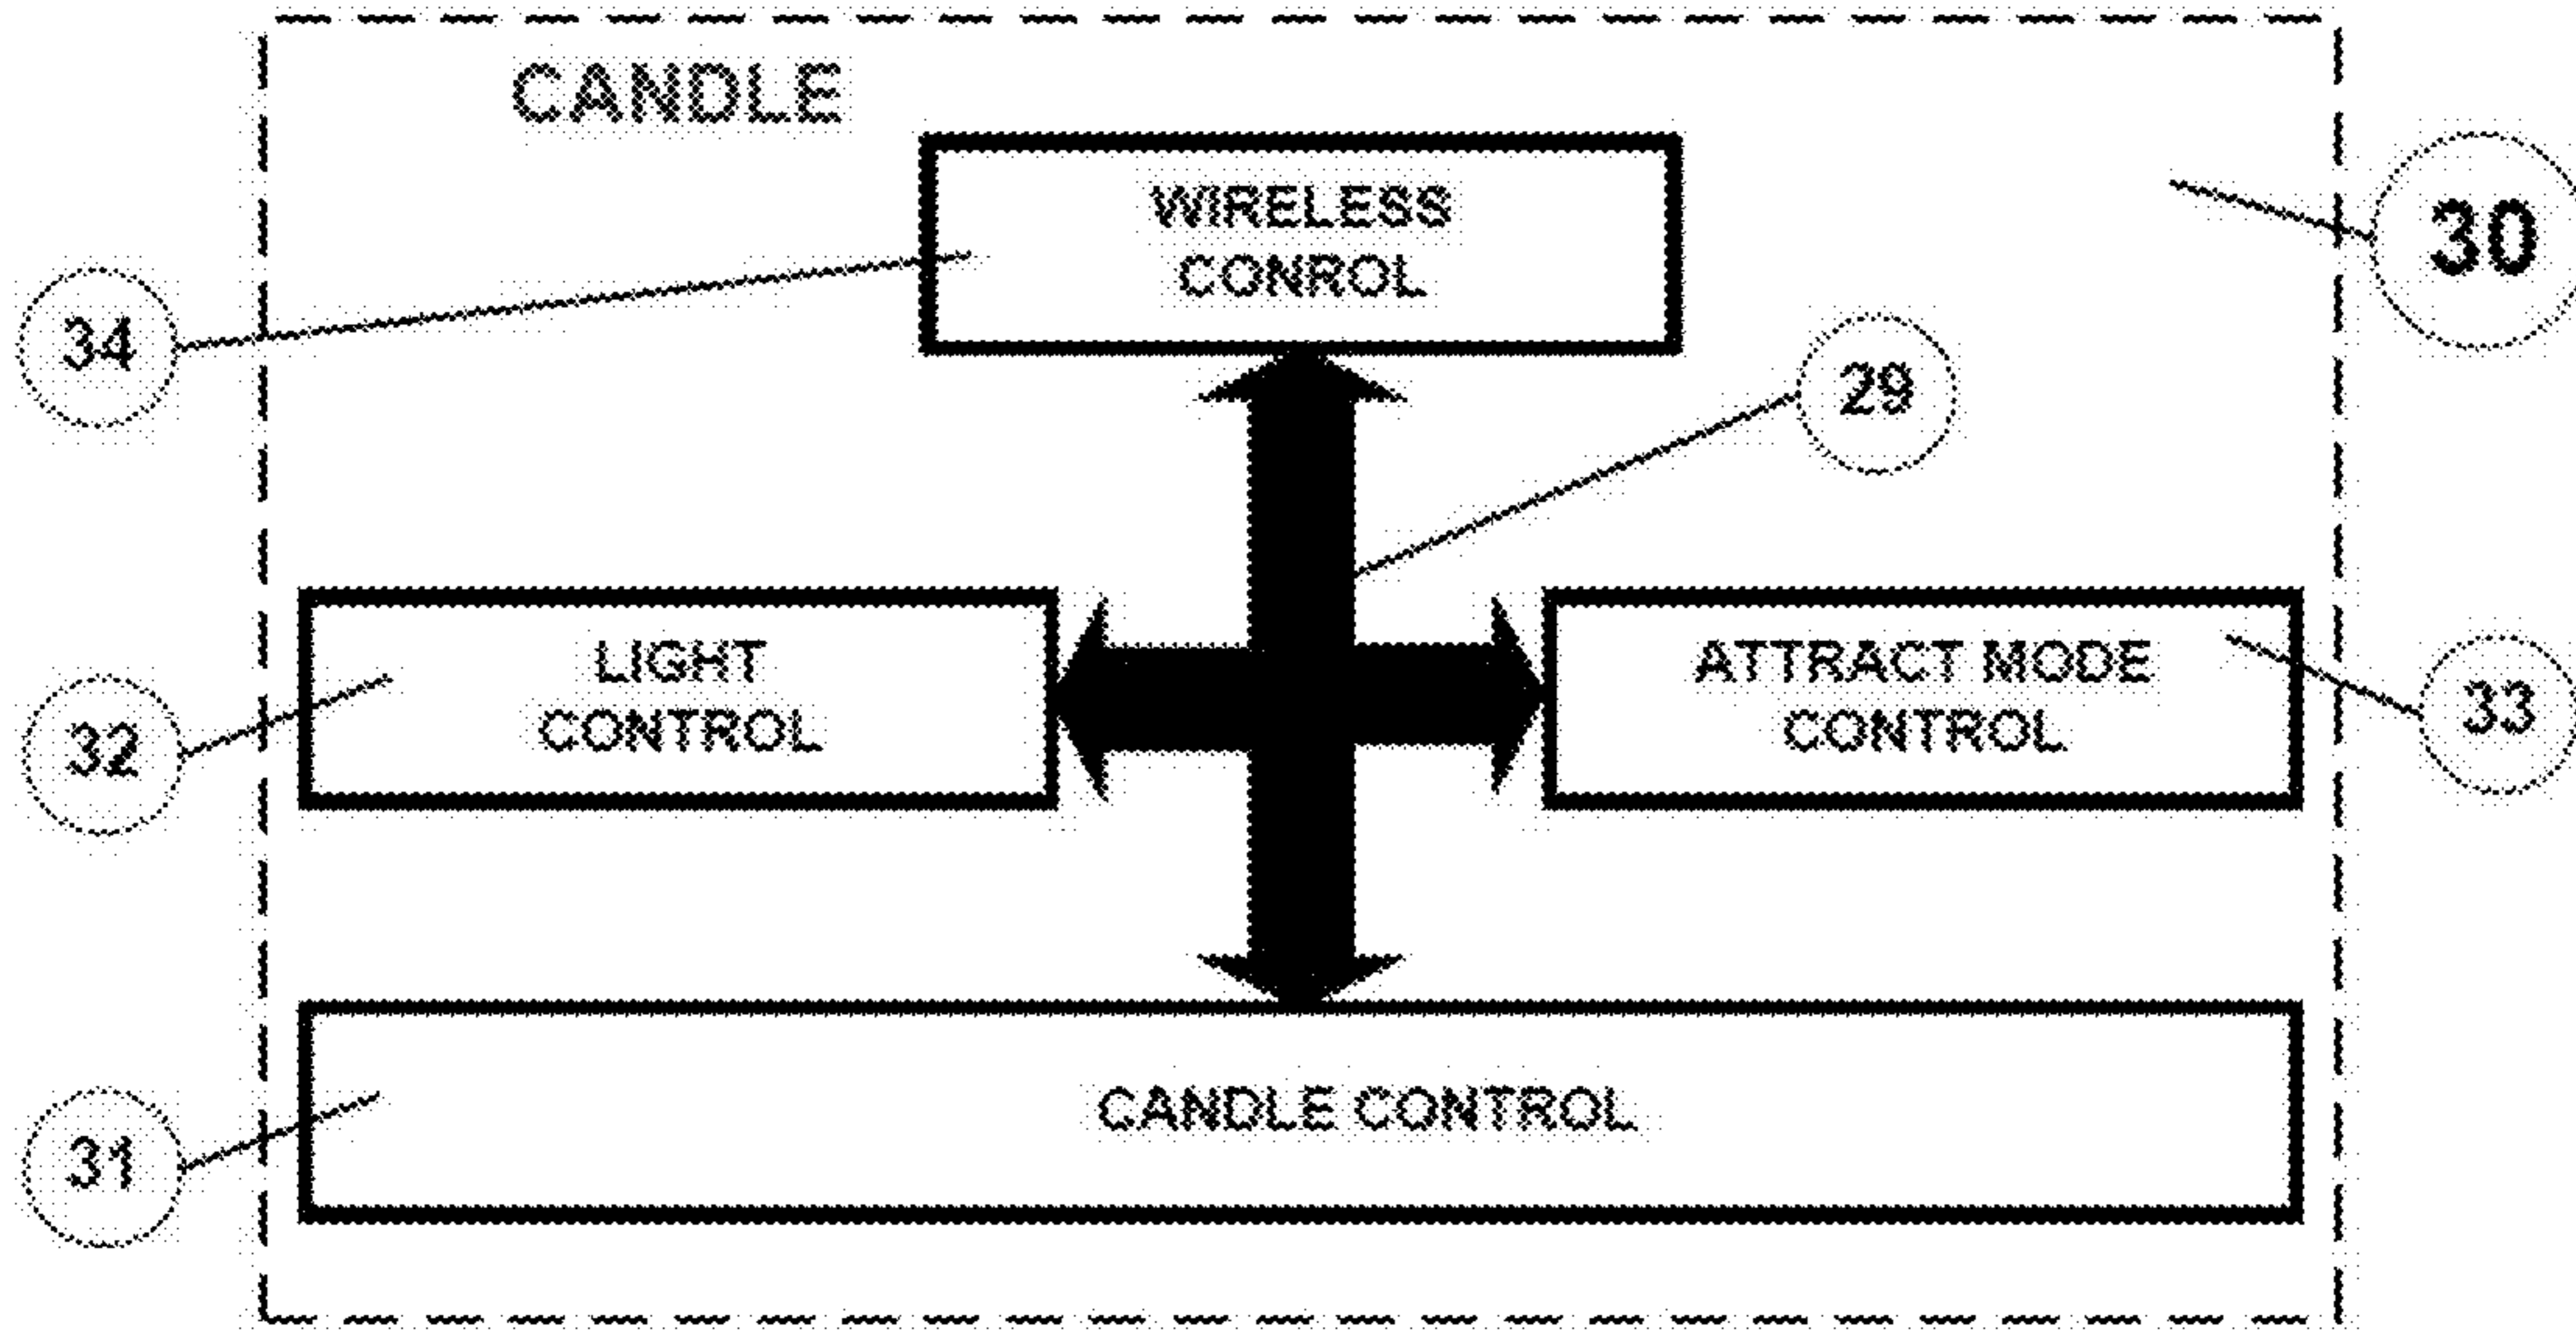 CANDLE
WIRELESS
CONROL
30
34
29
LIGHT
CONTROL
ATTRACT MODE
CONTROL
32
33
CANDLE CONTROL
31